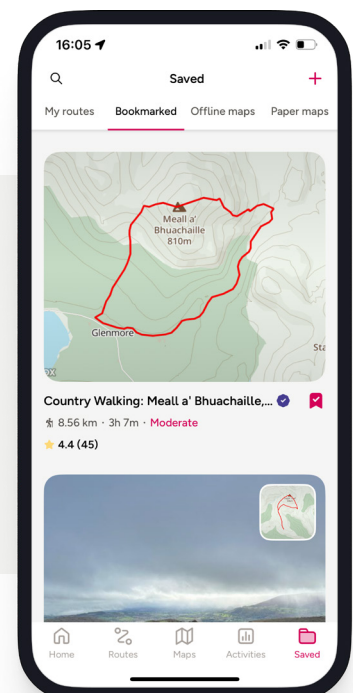 16:05
Saved
My routes Bookmarked Offline maps Paper maps
Meall a'
Bhuachaille
810m
Glenmore
Sta
Country Walking: Meall a' Bhuachaille,...
8.56 km · 3h 7m · Moderate
4.4 (45)
Home Routes Maps Activities Saved